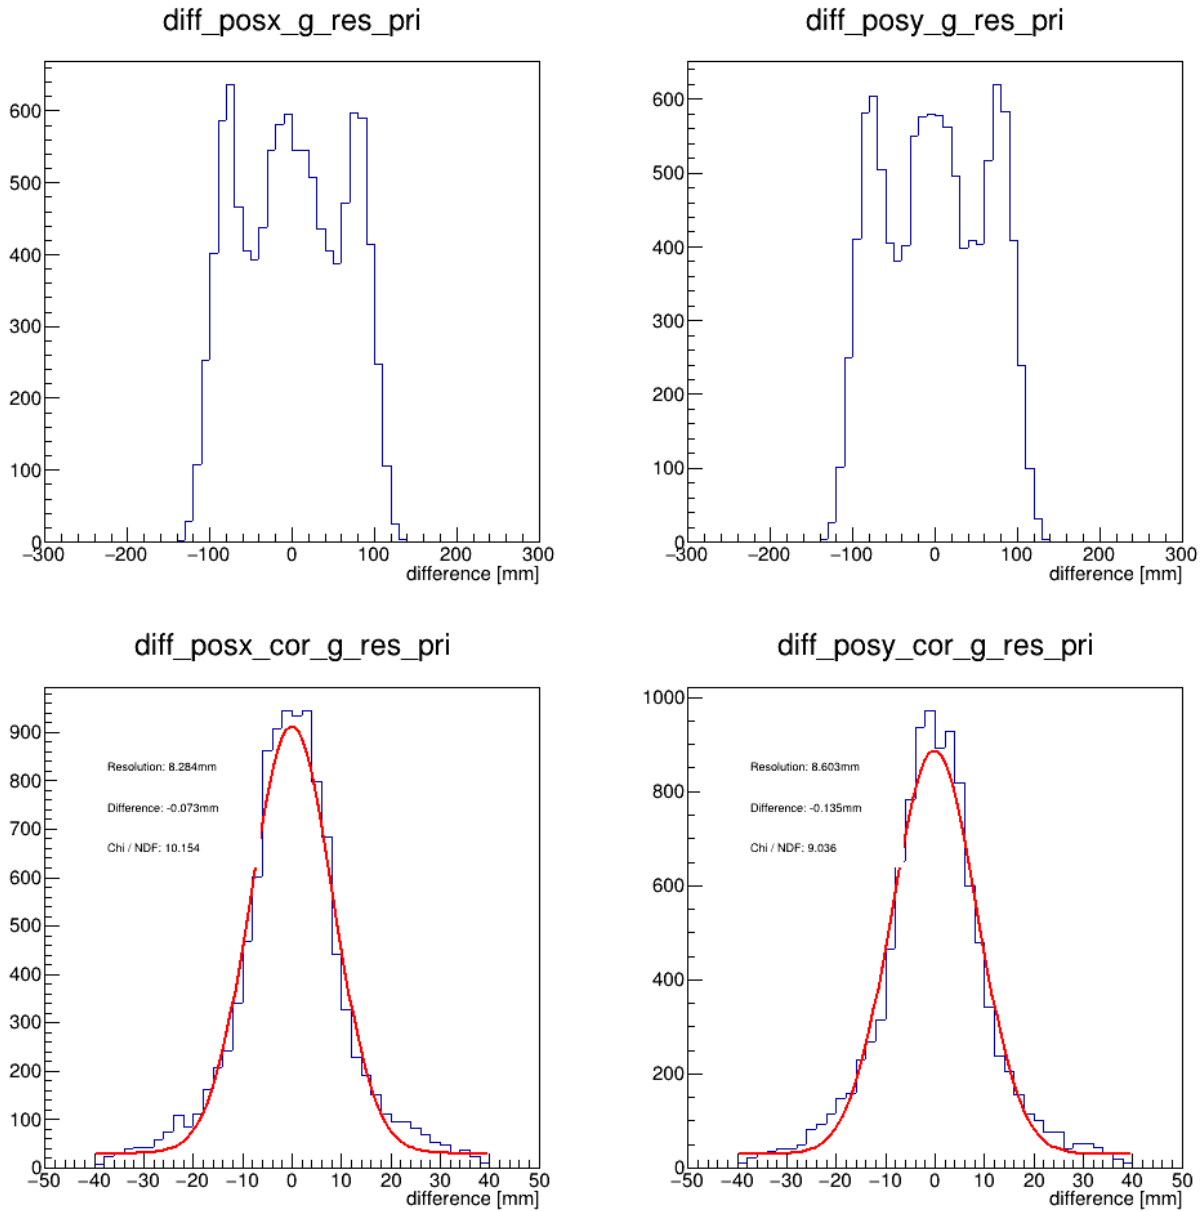 diff_posx_g_res_pri
600
500
400
300
200
100
0
−300 −200 −100 0 100 200 300
difference [mm]
diff_posy_g_res_pri
600
500
400
300
200
100
0
−300 −200 −100 0 100 200 300
difference [mm]
diff_posx_cor_g_res_pri
900
800
700
600
500
400
300
200
100
0
Resolution: 8.284mm
Difference: -0.073mm
Chi / NDF: 10.154
−50 −40 −30 −20 −10 0 10 20 30 40 50
difference [mm]
diff_posy_cor_g_res_pri
1000
800
600
400
200
0
Resolution: 8.603mm
Difference: -0.135mm
Chi / NDF: 9.036
−50 −40 −30 −20 −10 0 10 20 30 40 50
difference [mm]